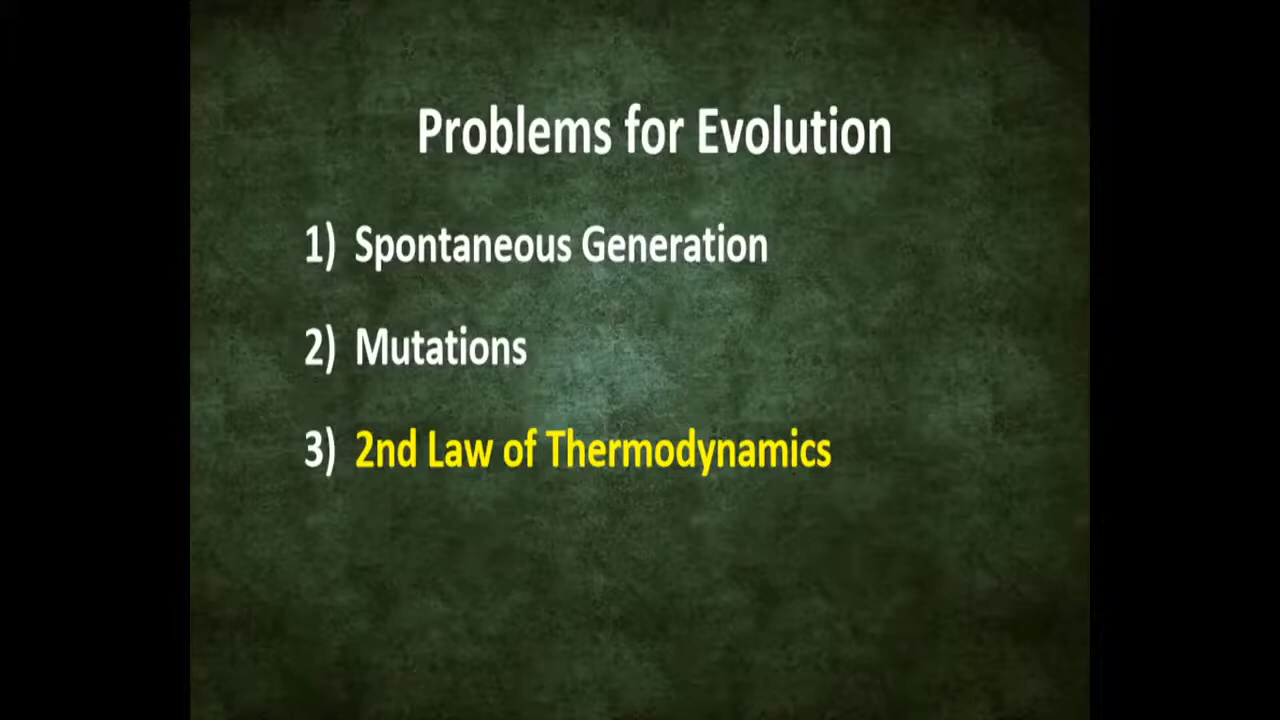 Problems for Evolution
1) Spontaneous Generation
2) Mutations
3) 2nd Law of Thermodynamics